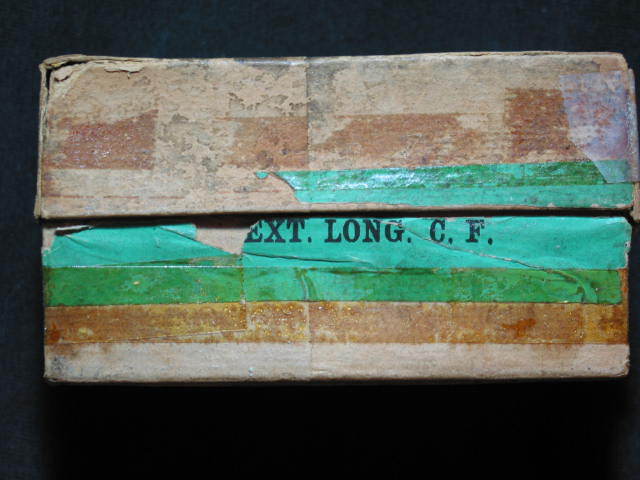 EXT. LONG. C. F.